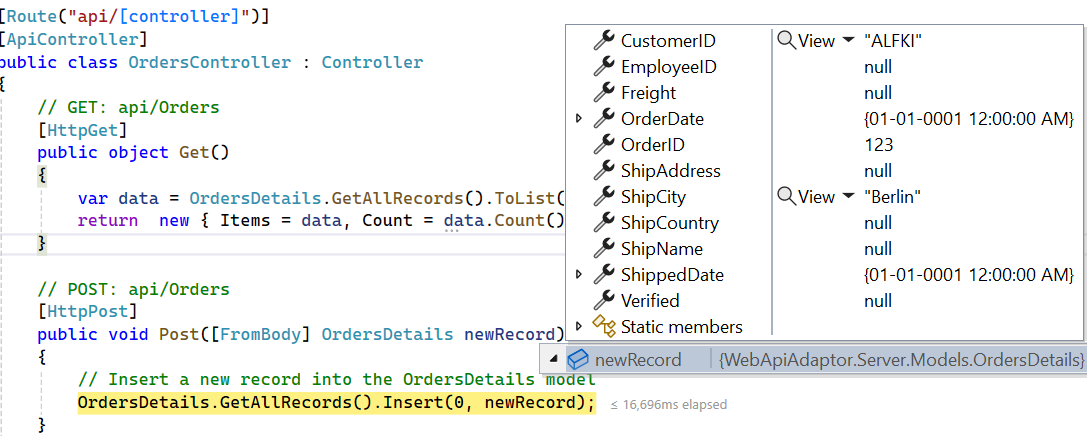 [Route("api/[controller]")]
[ApiController]
public class OrdersController : Controller
{
// GET: api/Orders
[HttpGet]
public object Get()
{
var data = OrdersDetails.GetAllRecords().ToList(
return  new { Items = data, Count = data.Count()
}
// POST: api/Orders
[HttpPost]
public void Post([FromBody] OrdersDetails newRecord)
{
// Insert a new record into the OrdersDetails model
OrdersDetails.GetAllRecords().Insert(0, newRecord); ≤ 16,696ms elapsed
}
CustomerID View "ALFKI"
EmployeeID null
Freight null
OrderDate {01-01-0001 12:00:00 AM}
OrderID 123
ShipAddress null
ShipCity View "Berlin"
ShipCountry null
ShipName null
ShippedDate {01-01-0001 12:00:00 AM}
Verified null
Static members
newRecord {WebApiAdaptor.Server.Models.OrdersDetails}